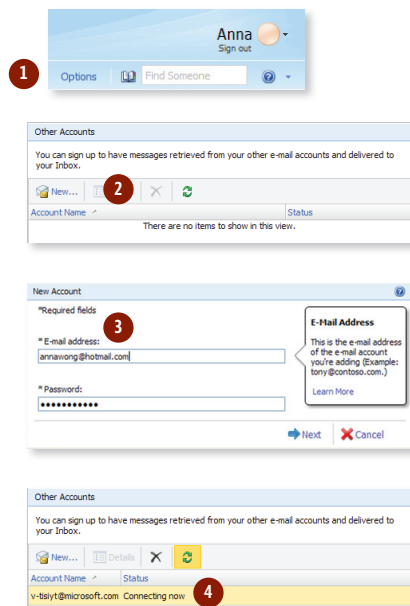 Anna
Sign out
1
Options Find Someone
Other Accounts
You can sign up to have messages retrieved from your other e-mail accounts and delivered to
your Inbox.
New... 2
Account Name Status
There are no items to show in this view.
New Account
*Required fields
3
* E-mail address:
annawong@hotmail.com
* Password:
E-Mail Address
This is the e-mail address
of the e-mail account
you're adding (Example:
tony@contoso.com.)
Learn More
Next Cancel
Other Accounts
You can sign up to have messages retrieved from your other e-mail accounts and delivered to
your Inbox.
New... Details
Account Name Status
v-tisiyt@microsoft.com Connecting now 4